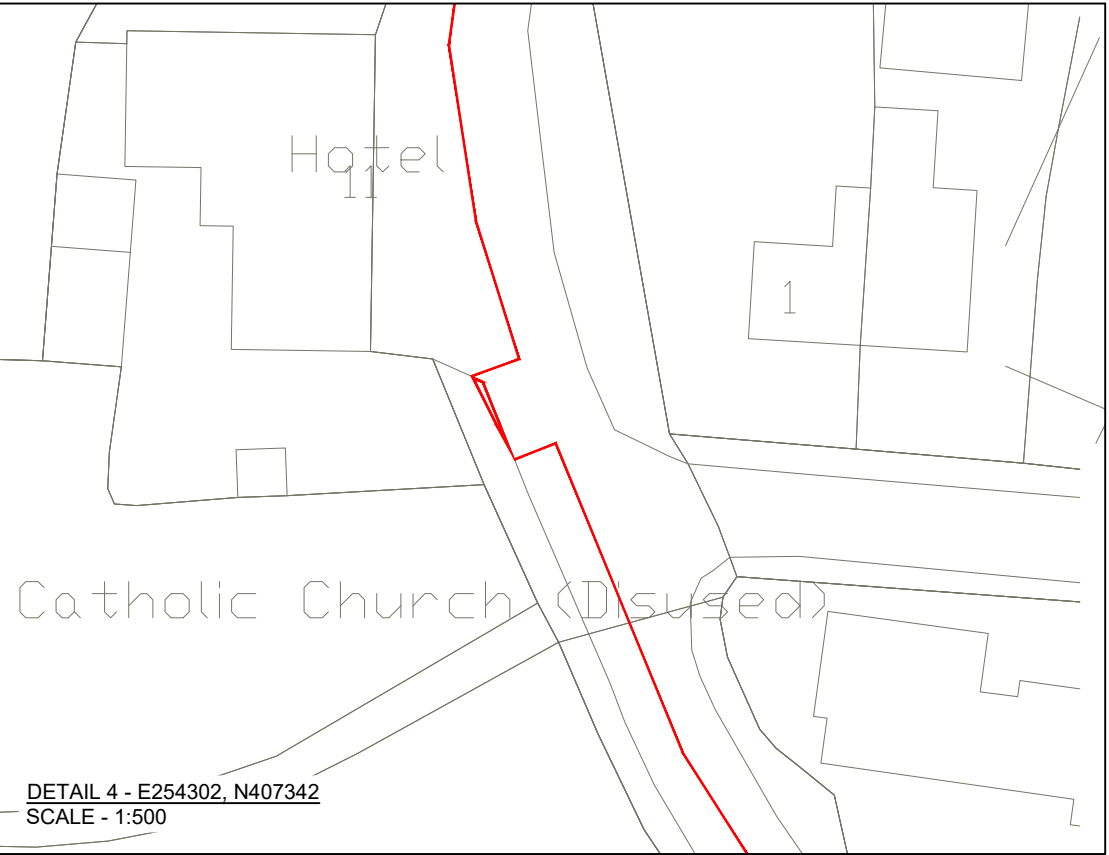 Hotel
11
1
Catholic Church (Disused)
DETAIL 4 - E254302, N407342
SCALE - 1:500